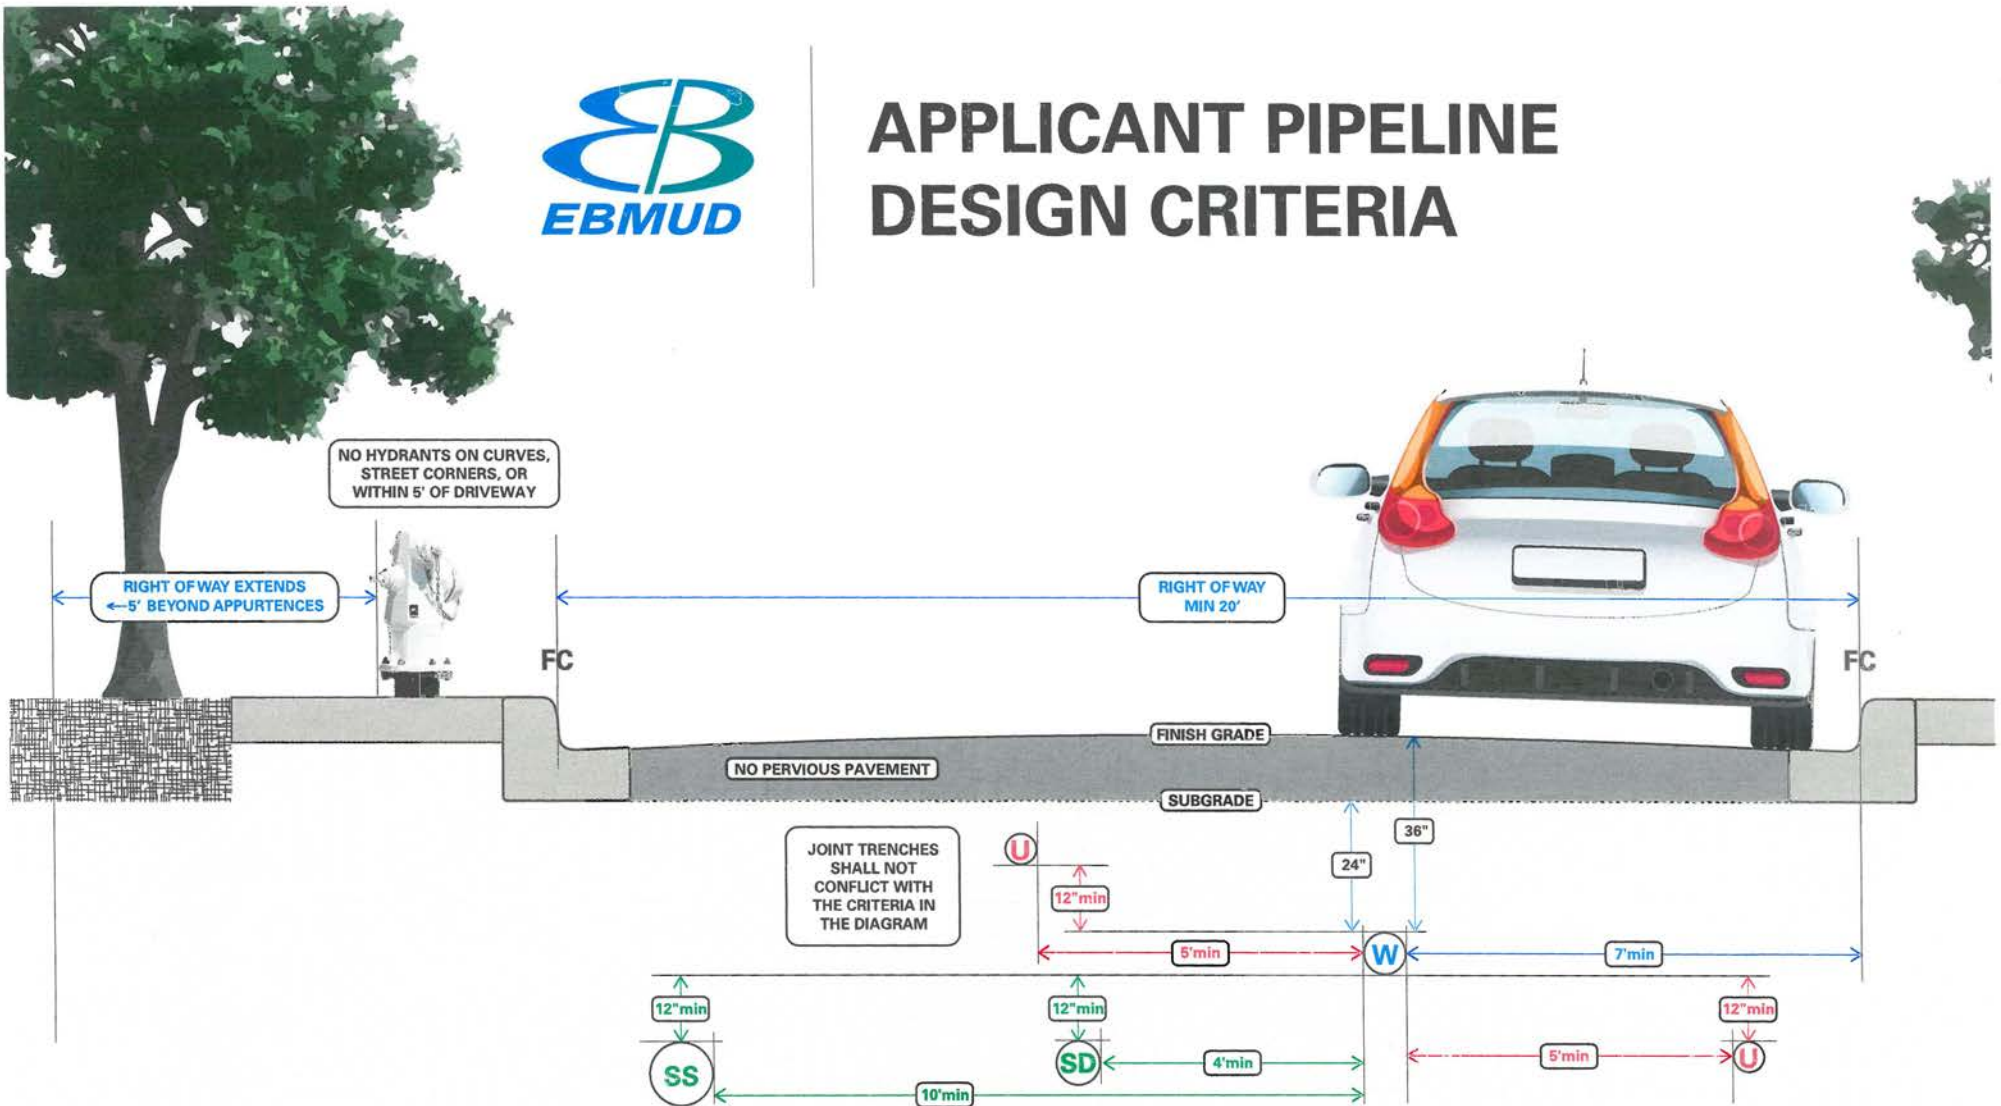 EBMUD
APPLICANT PIPELINE
DESIGN CRITERIA
NO HYDRANTS ON CURVES,
STREET CORNERS, OR
WITHIN 5' OF DRIVEWAY
RIGHT OF WAY EXTENDS
←5' BEYOND APPURTENCES
RIGHT OF WAY
MIN 20'
FC
FC
FINISH GRADE
NO PERVIOUS PAVEMENT
SUBGRADE
36"
24"
JOINT TRENCHES
SHALL NOT
CONFLICT WITH
THE CRITERIA IN
THE DIAGRAM
U
12"min
5'min
W
7'min
12"min
12"min
12"min
SS
SD
4'min
5'min
U
10'min